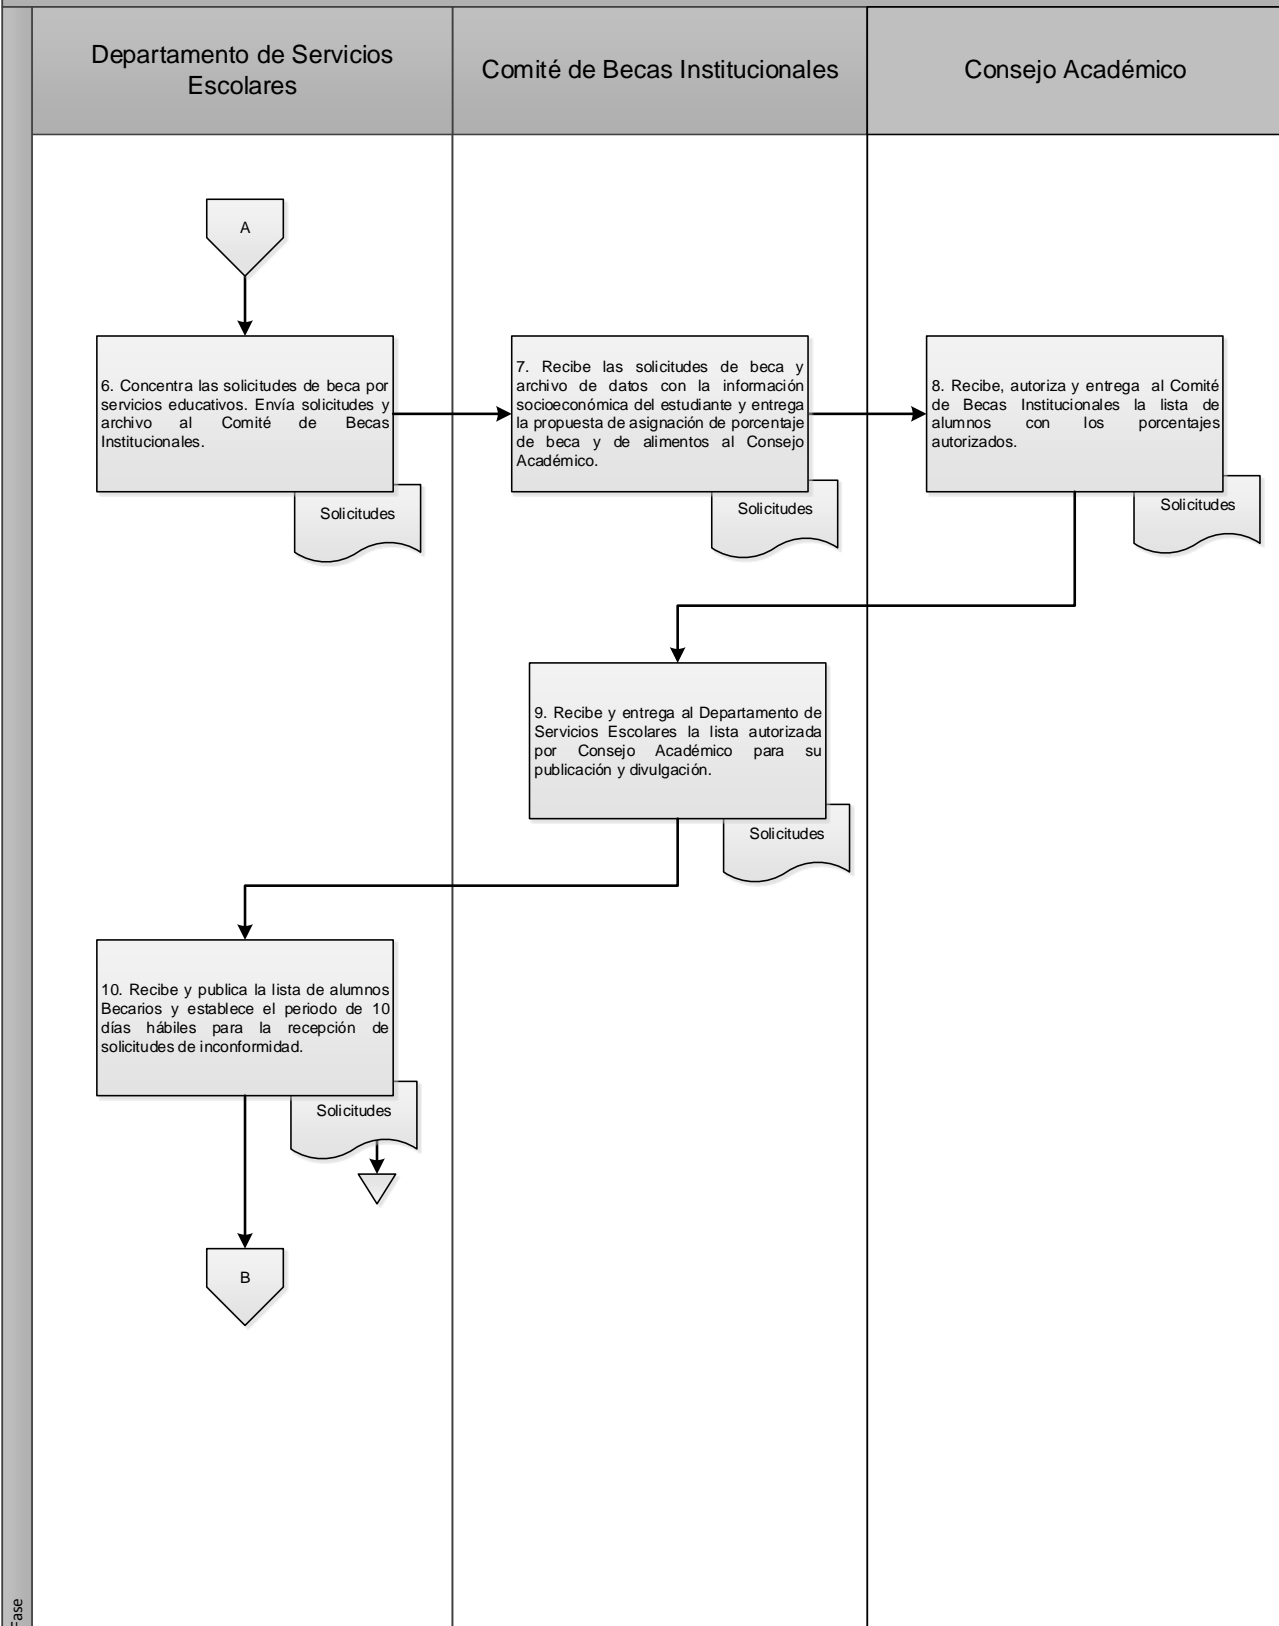 Departamento de Servicios
Escolares
Comité de Becas Institucionales
Consejo Académico
A
6. Concentra las solicitudes de beca por
servicios educativos. Envía solicitudes y
archivo al Comité de Becas
Institucionales.
Solicitudes
7. Recibe las solicitudes de beca y
archivo de datos con la información
socioeconómica del estudiante y entrega
la propuesta de asignación de porcentaje
de beca y de alimentos al Consejo
Académico.
Solicitudes
8. Recibe, autoriza y entrega al Comité
de Becas Institucionales la lista de
alumnos con los porcentajes
autorizados.
Solicitudes
9. Recibe y entrega al Departamento de
Servicios Escolares la lista autorizada
por Consejo Académico para su
publicación y divulgación.
Solicitudes
10. Recibe y publica la lista de alumnos
Becarios y establece el periodo de 10
días hábiles para la recepción de
solicitudes de inconformidad.
Solicitudes
B
Fase